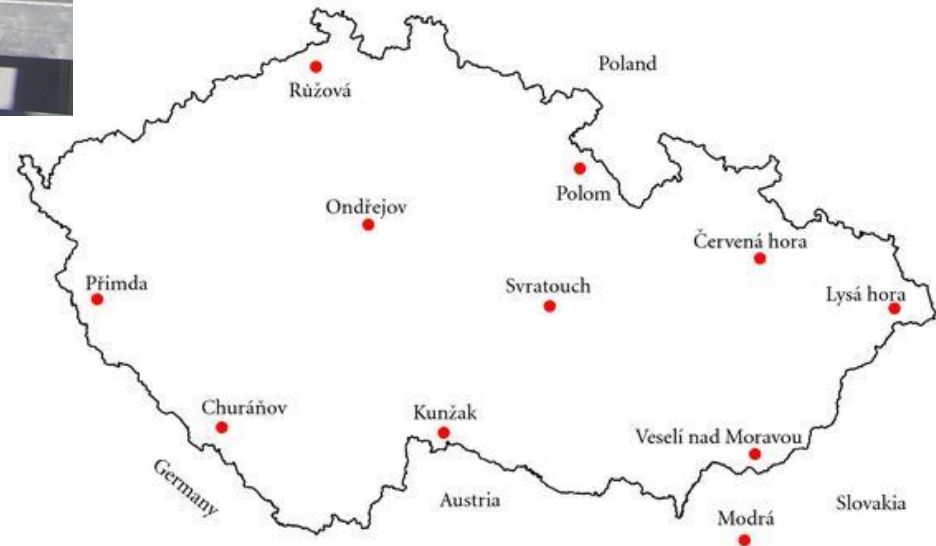 Poland
Růžová
Polom
Ondřejov
Červená hora
Přimda
Svratouch
Lysá hora
Churáňov
Kunžak
Veselí nad Moravou
Germany
Austria
Slovakia
Modrá